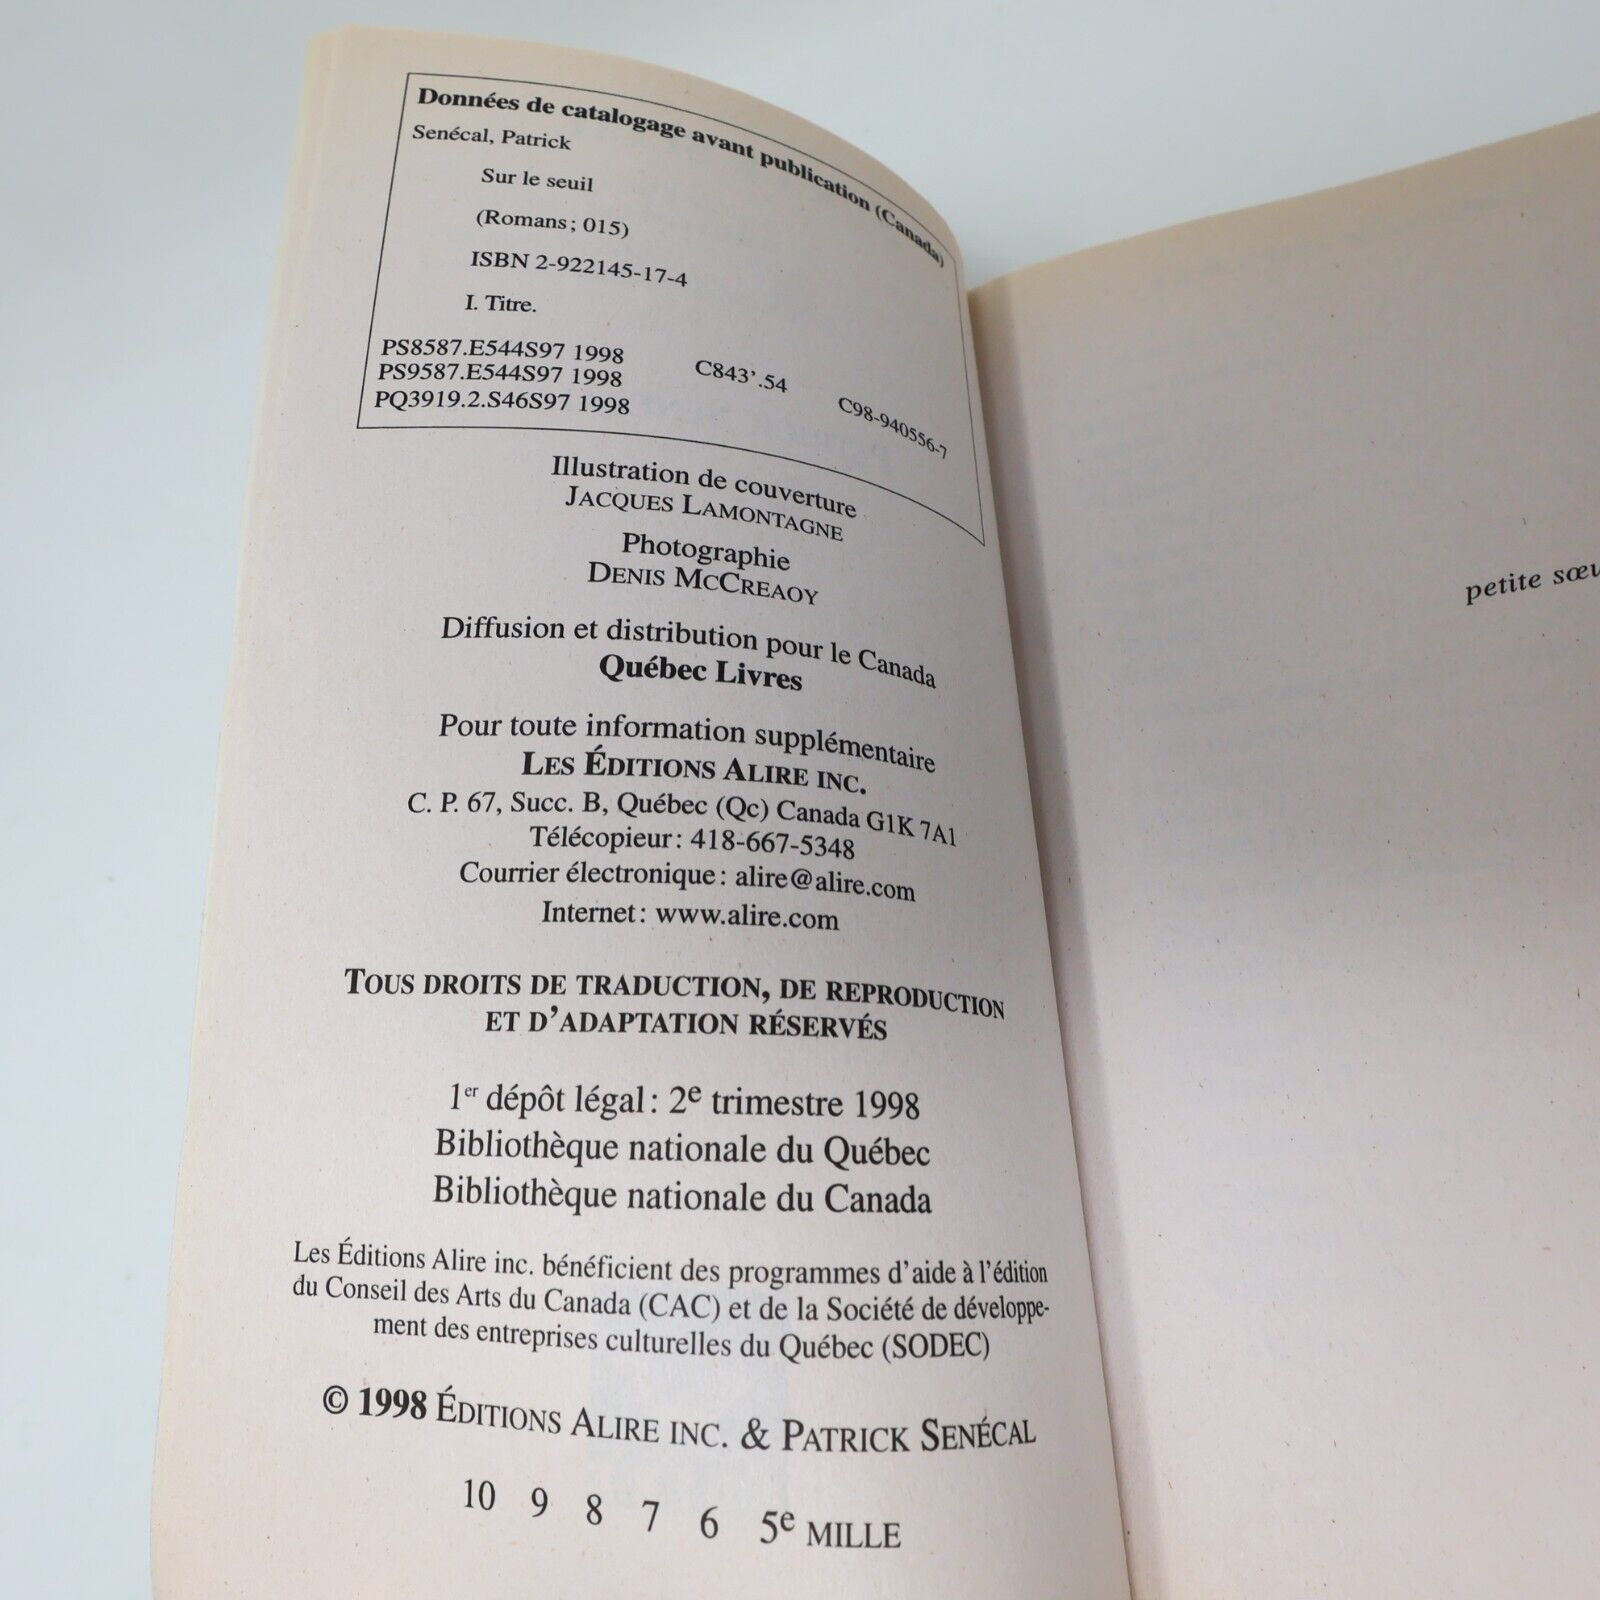 Données de catalogage avant publication (Canada)
Senécal, Patrick
Sur le seuil
(Romans ; 015)
ISBN 2-922145-17-4
I. Titre.
PS8587.E544S97 1998
PS9587.E544S97 1998 C843'.54
PQ3919.2.S46S97 1998 C98-940556-7
Illustration de couverture
JACQUES LAMONTAGNE
Photographie
DENIS MCCREAOY
Diffusion et distribution pour le Canada
Québec Livres
Pour toute information supplémentaire
LES ÉDITIONS ALIRE INC.
C. P. 67, Succ. B, Québec (Qc) Canada G1K 7A1
Télécopieur : 418-667-5348
Courrier électronique : alire@alire.com
Internet : www.alire.com
TOUS DROITS DE TRADUCTION, DE REPRODUCTION
ET D'ADAPTATION RÉSERVÉS
1er dépôt légal : 2e trimestre 1998
Bibliothèque nationale du Québec
Bibliothèque nationale du Canada
Les Éditions Alire inc. bénéficient des programmes d'aide à l'édition
du Conseil des Arts du Canada (CAC) et de la Société de développe-
ment des entreprises culturelles du Québec (SODEC)
© 1998 ÉDITIONS ALIRE INC. & PATRICK SENÉCAL
10 9 8 7 6 5e MILLE
petite